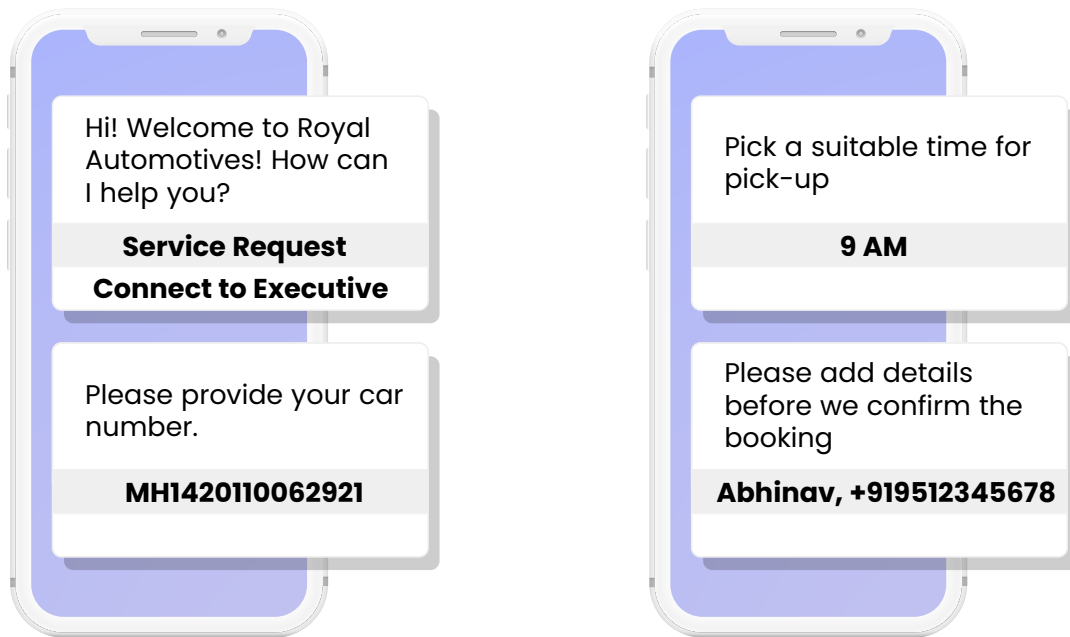 Hi! Welcome to Royal
Automotives! How can
I help you?
Service Request
Connect to Executive
Please provide your car
number.
MH1420110062921
Pick a suitable time for
pick-up
9 AM
Please add details
before we confirm the
booking
Abhinav, +919512345678